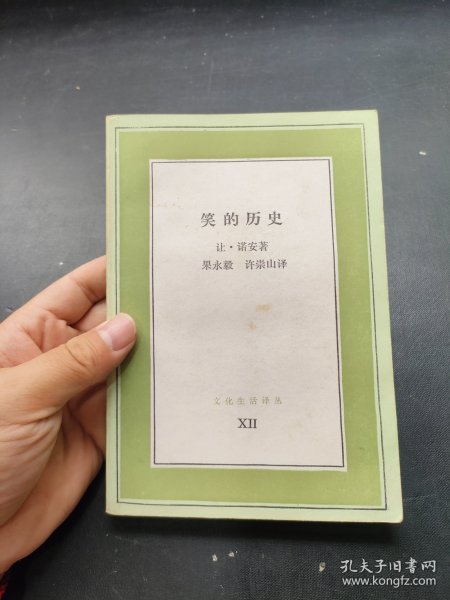 笑的历史
让·诺安著
果永毅 许崇山译
文化生活译丛
XII
孔夫子旧书网
www.kongfz.com